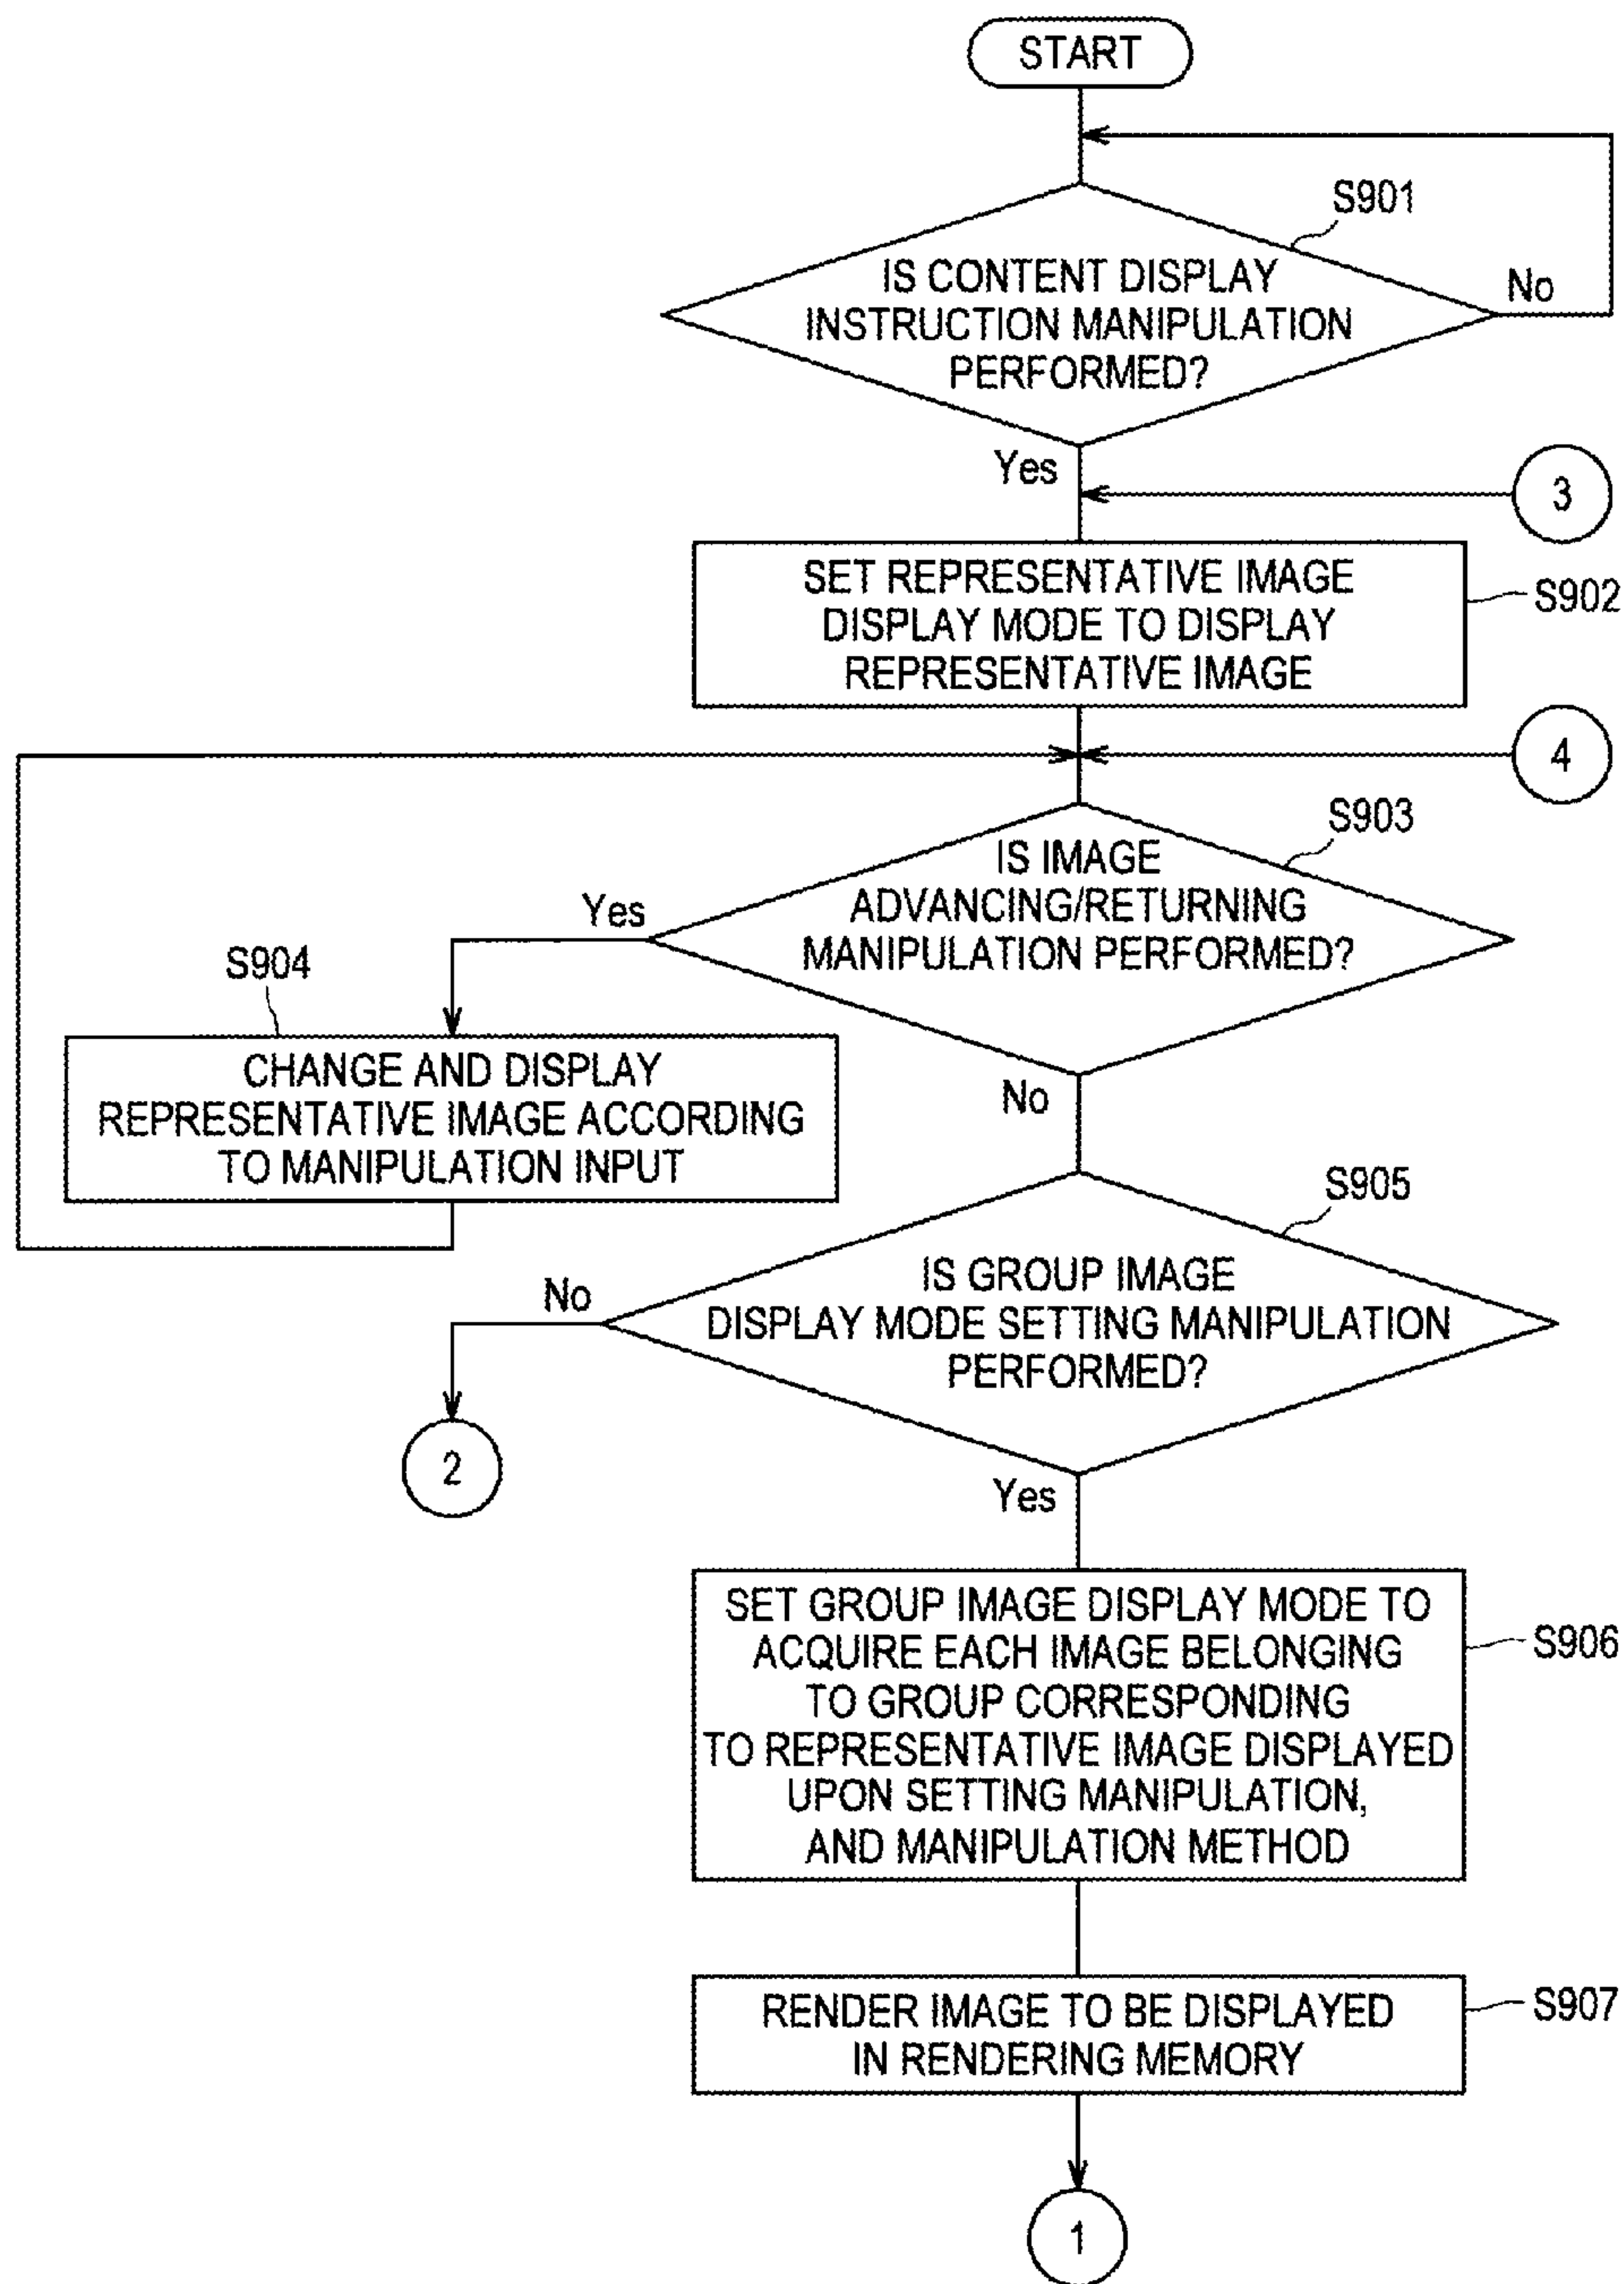 START
S901
IS CONTENT DISPLAY
INSTRUCTION MANIPULATION
PERFORMED?
No
Yes
3
SET REPRESENTATIVE IMAGE
DISPLAY MODE TO DISPLAY
REPRESENTATIVE IMAGE
S902
4
S903
IS IMAGE
ADVANCING/RETURNING
MANIPULATION PERFORMED?
Yes
S904
CHANGE AND DISPLAY
REPRESENTATIVE IMAGE ACCORDING
TO MANIPULATION INPUT
No
S905
IS GROUP IMAGE
DISPLAY MODE SETTING MANIPULATION
PERFORMED?
No
2
Yes
SET GROUP IMAGE DISPLAY MODE TO
ACQUIRE EACH IMAGE BELONGING
TO GROUP CORRESPONDING
TO REPRESENTATIVE IMAGE DISPLAYED
UPON SETTING MANIPULATION,
AND MANIPULATION METHOD
S906
RENDER IMAGE TO BE DISPLAYED
IN RENDERING MEMORY
S907
1